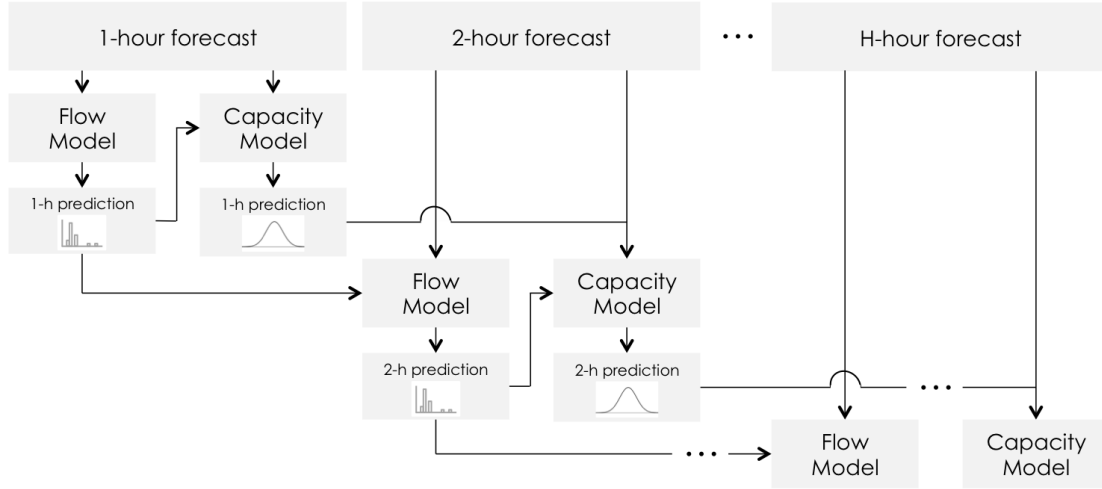 1-hour forecast
2-hour forecast
...
H-hour forecast
Flow
Model
Capacity
Model
1-h prediction
1-h prediction
Flow
Model
Capacity
Model
2-h prediction
2-h prediction
...
Flow
Model
Capacity
Model
...